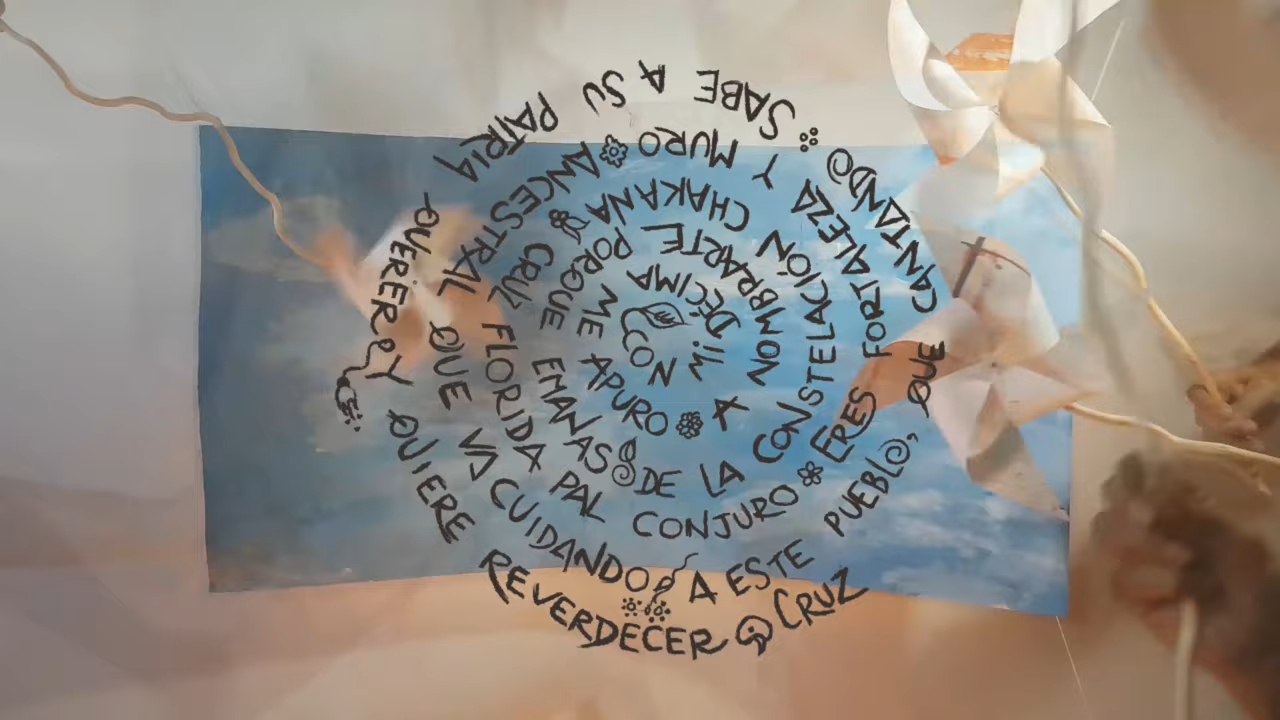 CON MI DÉCIMA ME APURO
A NOMBRARTE PORQUE EMANAS
DE LA CONSTELACIÓN CHAKANA
CRUZ FLORIDA PAL CONJURO
ERES FORTALEZA Y MURO
ANCESTRAL QUE VA CUIDANDO
A ESTE PUEBLO, QUE CANTANDO
SABE A SU PATRIA QUERER
Y QUIERE REVERDECER
CRUZ